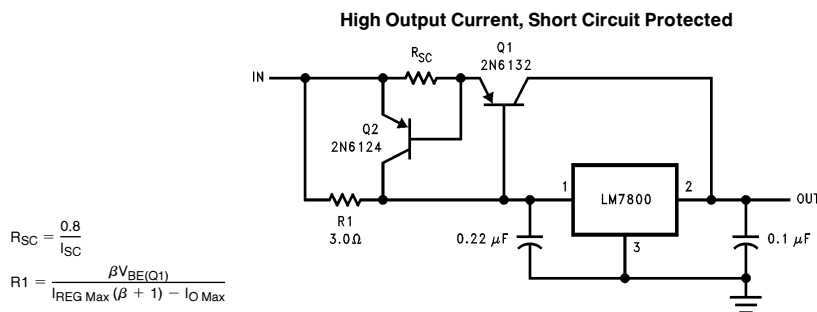 High Output Current, Short Circuit Protected
R_SC
Q1
2N6132
IN
Q2
2N6124
1
LM7800
2
OUT
R1
3.0Ω
0.22 μF
3
0.1 μF
R_SC = 0.8 / I_SC
R1 = βV_BE(Q1) / I_REG Max (β + 1) − I_O Max